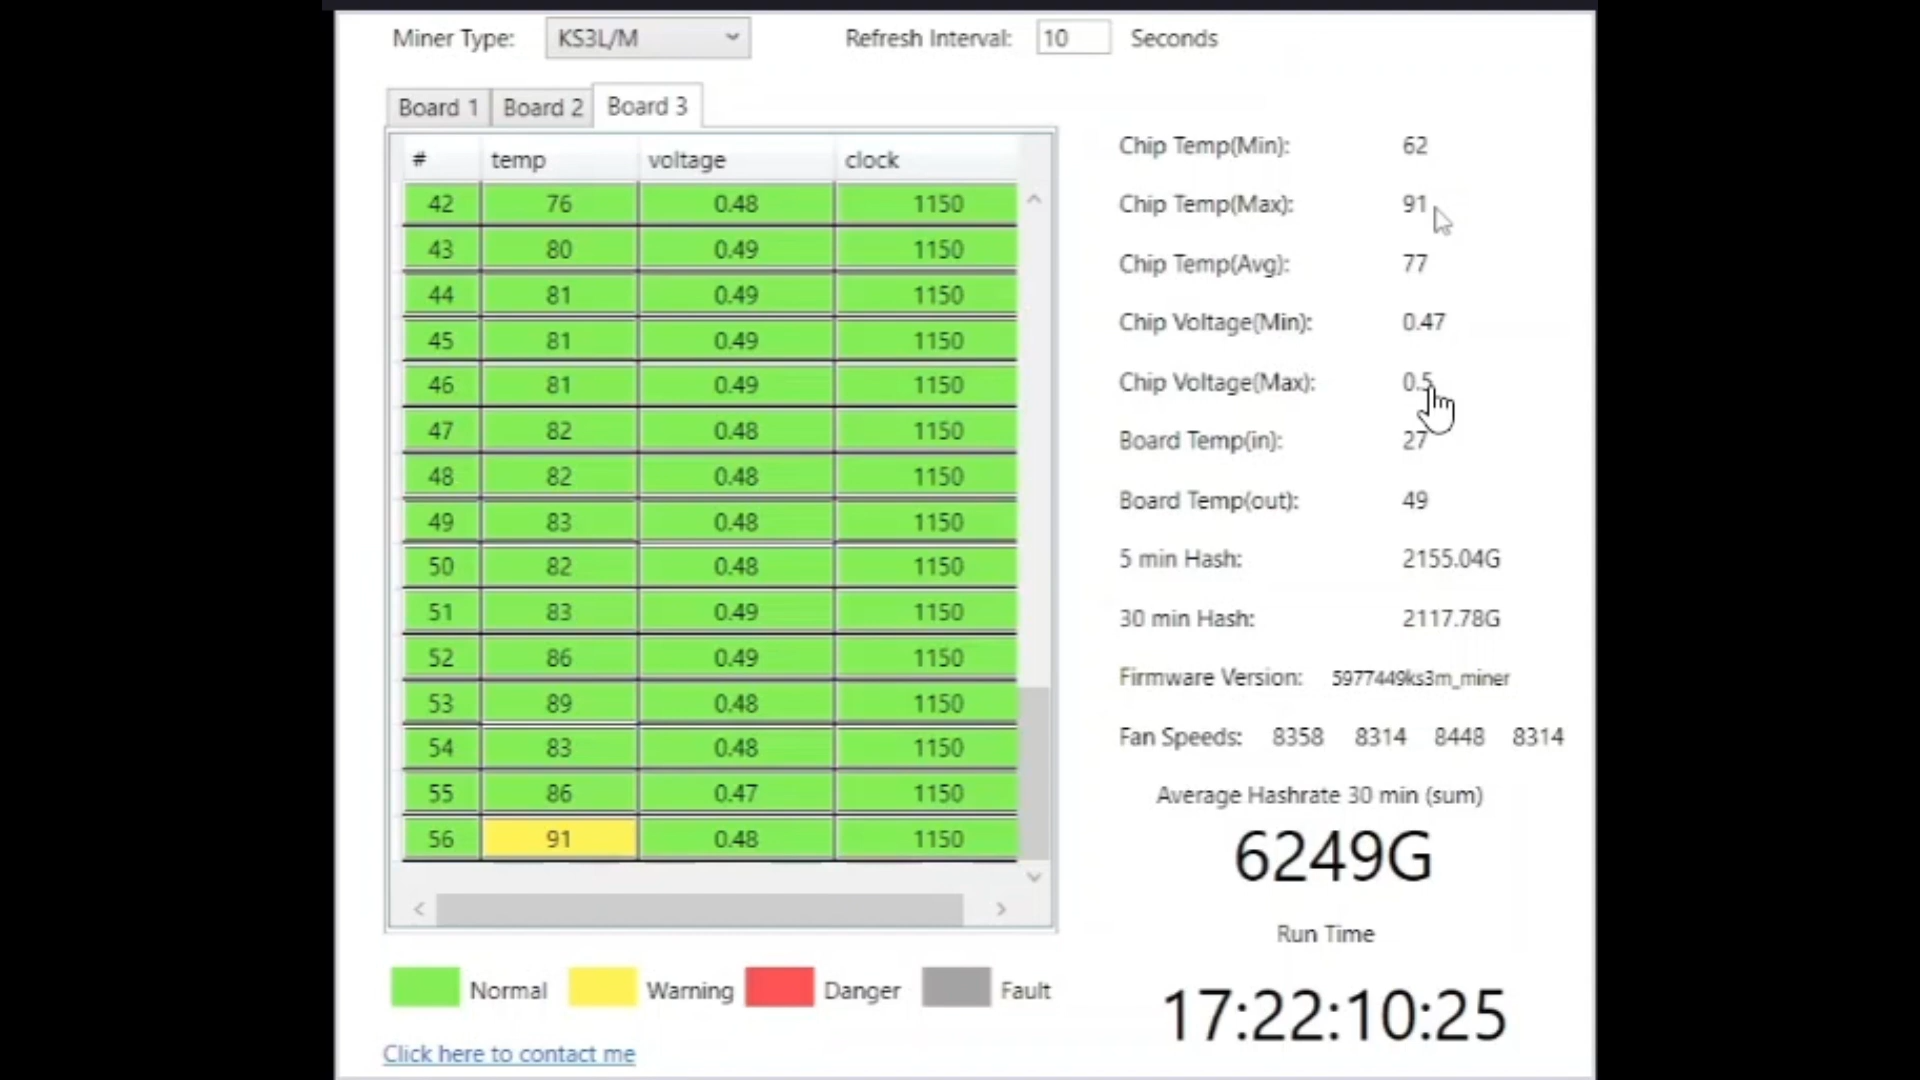 Miner Type: KS3L/M Refresh Interval: 10 Seconds
Board 1 Board 2 Board 3
# temp voltage clock
42 76 0.48 1150
43 80 0.49 1150
44 81 0.49 1150
45 81 0.49 1150
46 81 0.49 1150
47 82 0.48 1150
48 82 0.48 1150
49 83 0.48 1150
50 82 0.48 1150
51 83 0.49 1150
52 86 0.49 1150
53 89 0.48 1150
54 83 0.48 1150
55 86 0.47 1150
56 91 0.48 1150
Normal Warning Danger Fault
Click here to contact me
Chip Temp(Min): 62
Chip Temp(Max): 91
Chip Temp(Avg): 77
Chip Voltage(Min): 0.47
Chip Voltage(Max): 0.5
Board Temp(in): 27
Board Temp(out): 49
5 min Hash: 2155.04G
30 min Hash: 2117.78G
Firmware Version: 5977449ks3m_miner
Fan Speeds: 8358 8314 8448 8314
Average Hashrate 30 min (sum)
6249G
Run Time
17:22:10:25